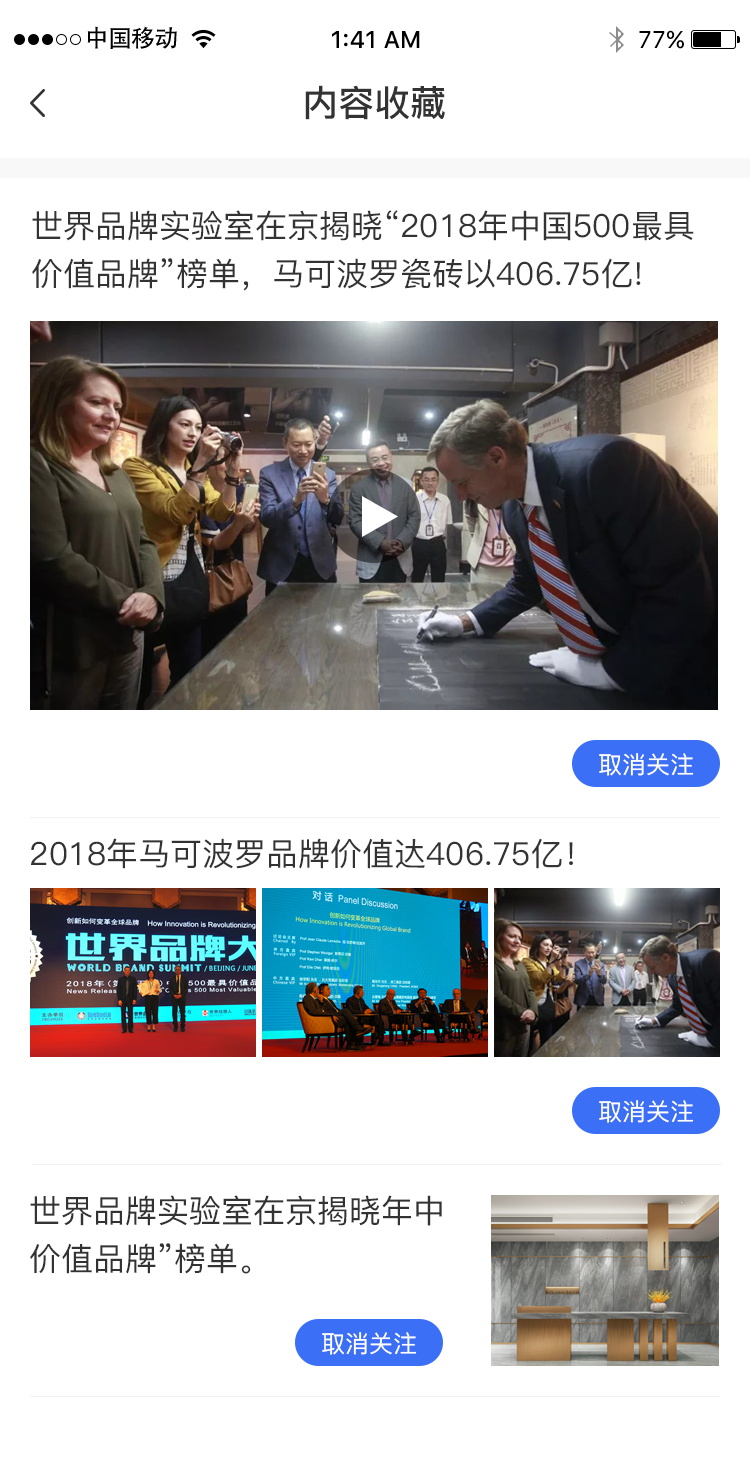 中国移动
1:41 AM
77%
内容收藏
世界品牌实验室在京揭晓“2018年中国500最具
价值品牌”榜单，马可波罗瓷砖以406.75亿!
取消关注
2018年马可波罗品牌价值达406.75亿!
创新如何变革全球品牌 How Innovation is Revolutionizing
世界品牌大
WORLD BRAND SUMMIT / BEIJING / JUN
2018年
500最具价值品
News Relea
s 500 Most Valuable
主办单位
对话 Panel Discussion
创新如何变革全球品牌
How Innovation is Revolutionizing Global Brand
取消关注
世界品牌实验室在京揭晓年中
价值品牌”榜单。
取消关注